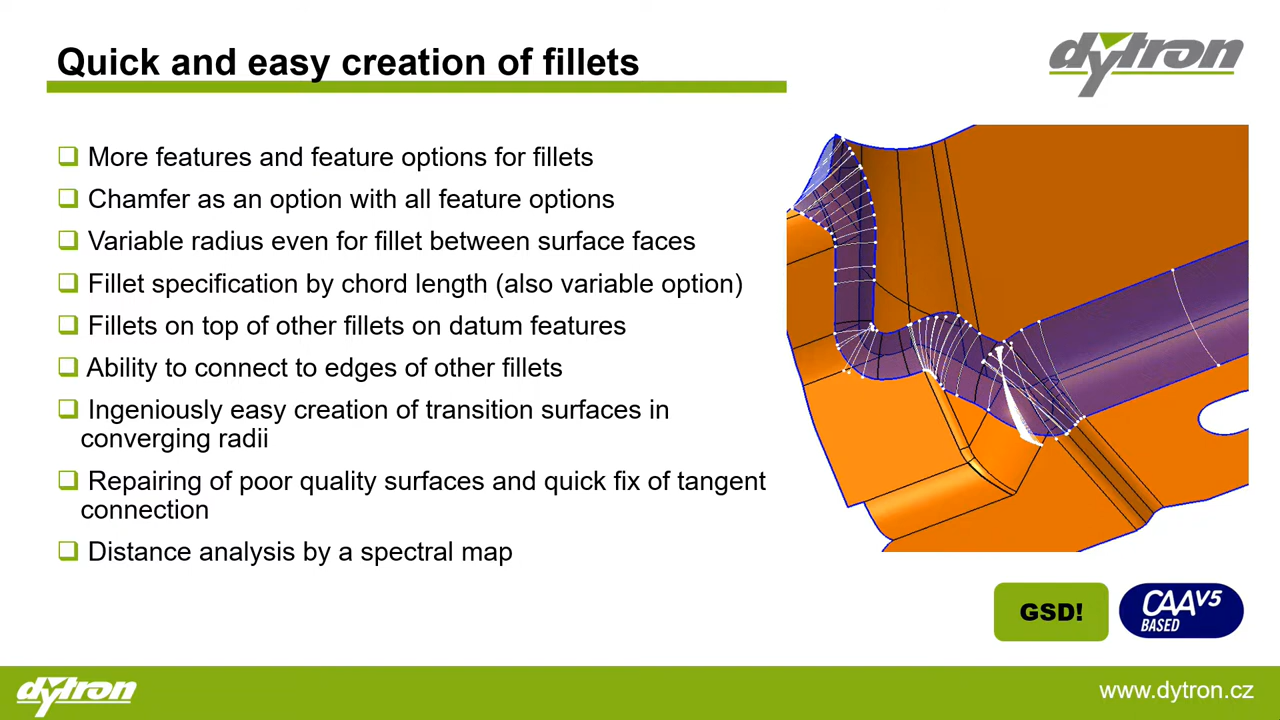 Quick and easy creation of fillets
dytron
More features and feature options for fillets
Chamfer as an option with all feature options
Variable radius even for fillet between surface faces
Fillet specification by chord length (also variable option)
Fillets on top of other fillets on datum features
Ability to connect to edges of other fillets
Ingeniously easy creation of transition surfaces in
converging radii
Repairing of poor quality surfaces and quick fix of tangent
connection
Distance analysis by a spectral map
GSD!
CAAV5
BASED
dytron
www.dytron.cz